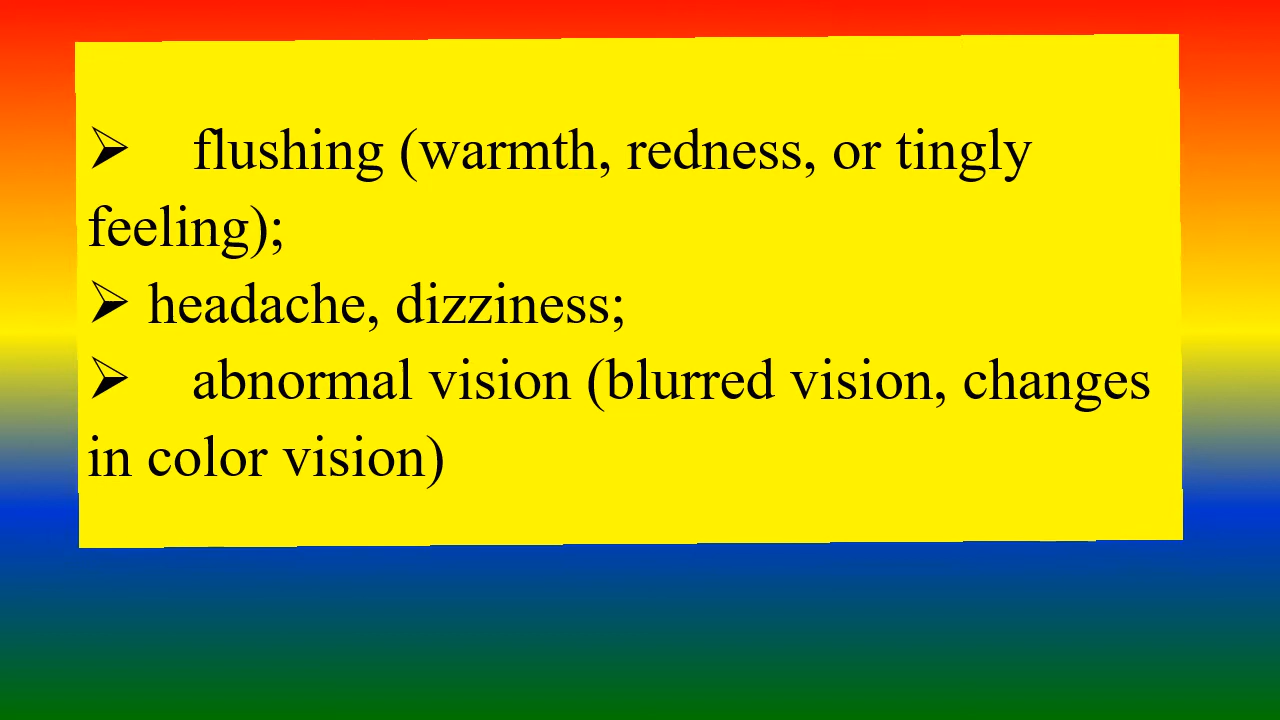 ➢ flushing (warmth, redness, or tingly
feeling);
➢ headache, dizziness;
➢ abnormal vision (blurred vision, changes
in color vision)